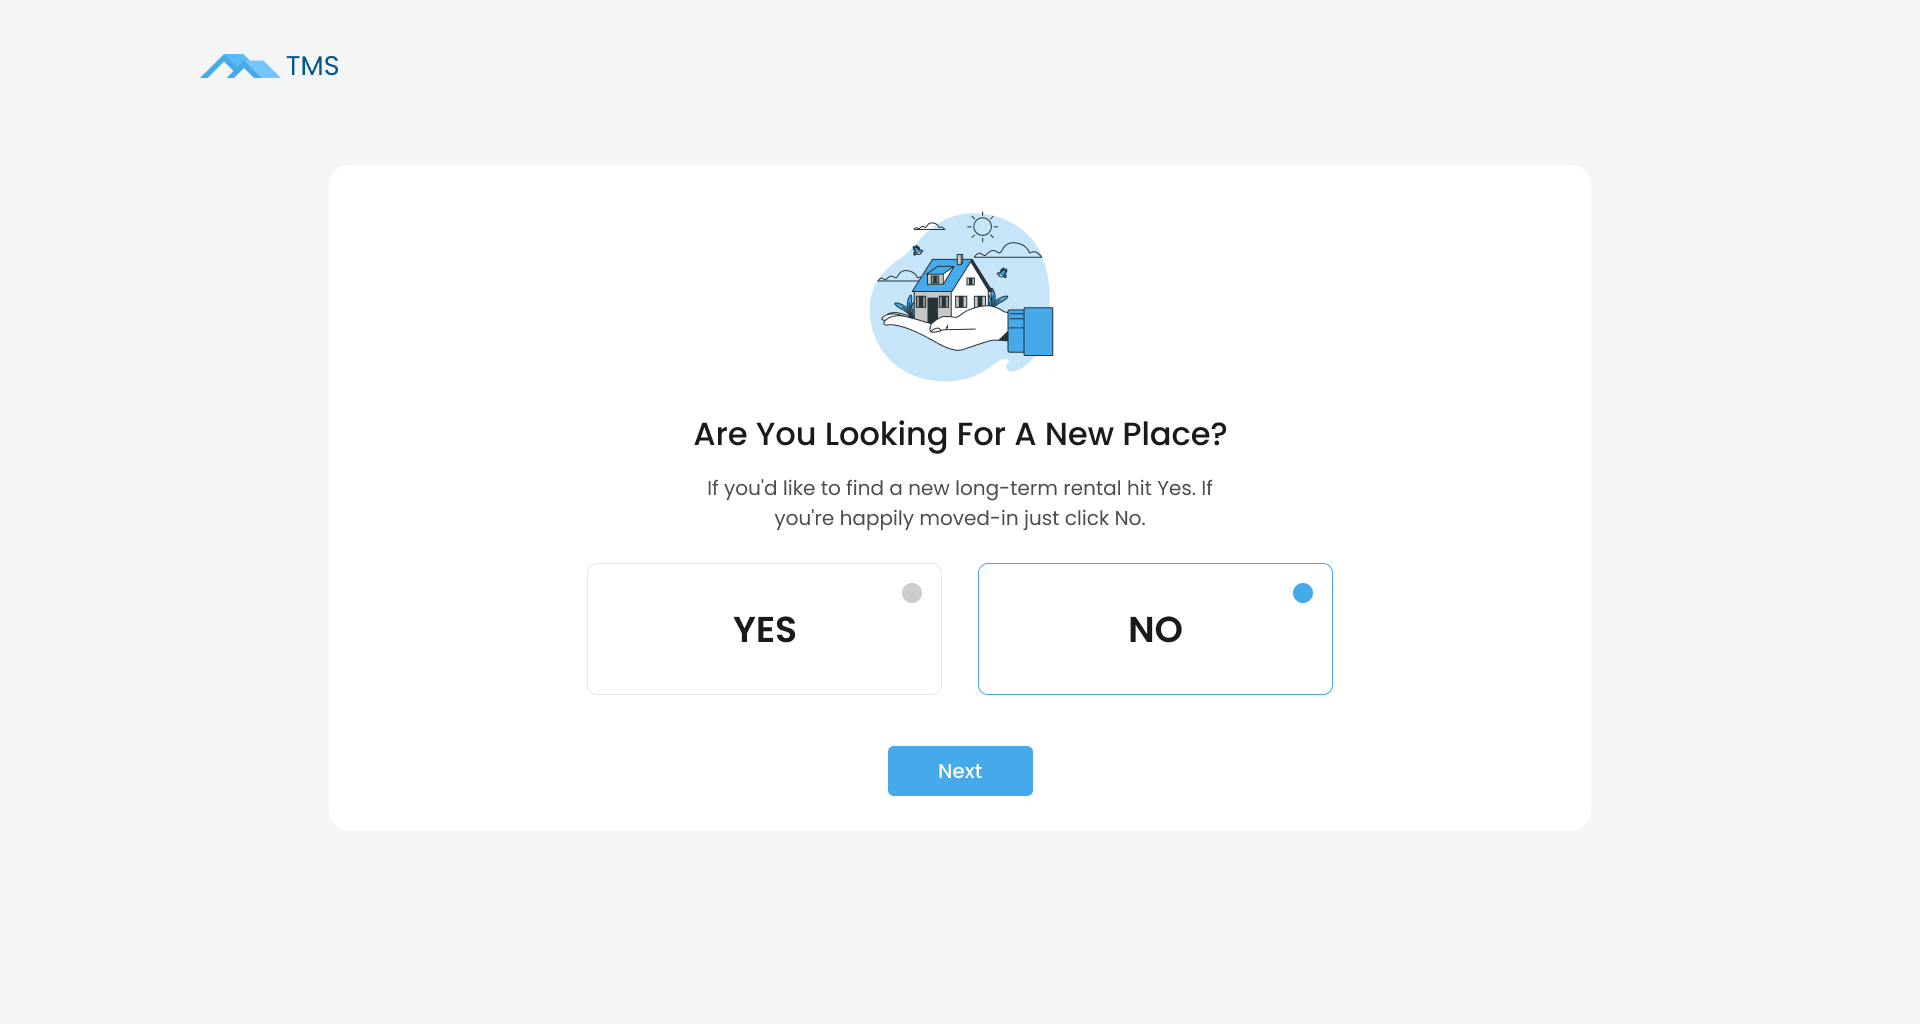 TMS
Are You Looking For A New Place?
If you'd like to find a new long-term rental hit Yes. If
you're happily moved-in just click No.
YES
NO
Next